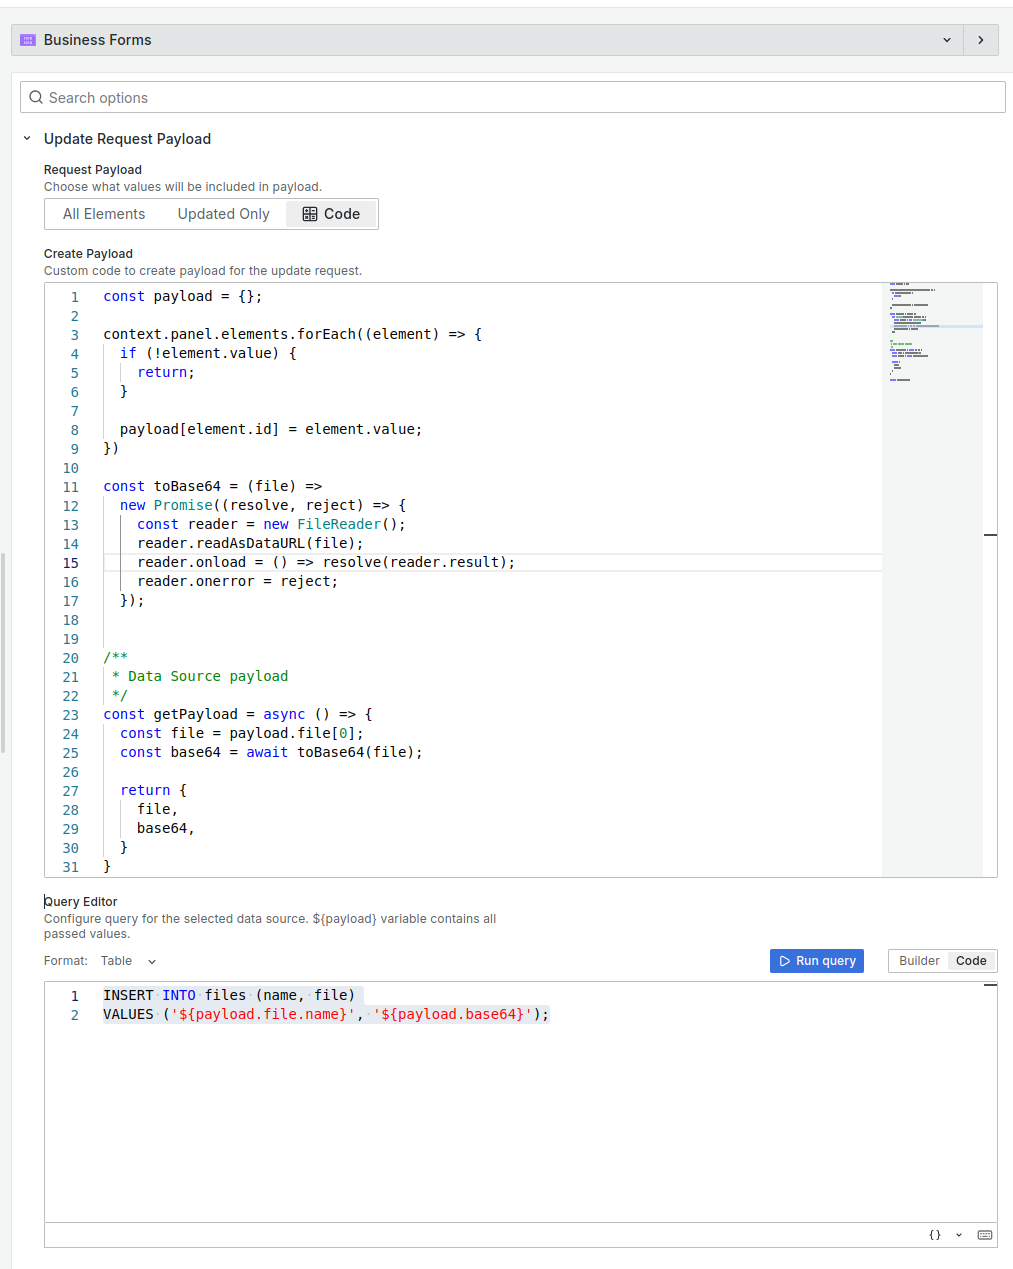 Business Forms
Search options
Update Request Payload
Request Payload
Choose what values will be included in payload.
All Elements Updated Only Code
Create Payload
Custom code to create payload for the update request.
1 const payload = {};
2
3 context.panel.elements.forEach((element) => {
4 if (!element.value) {
5 return;
6 }
7
8 payload[element.id] = element.value;
9 })
10
11 const toBase64 = (file) =>
12 new Promise((resolve, reject) => {
13 const reader = new FileReader();
14 reader.readAsDataURL(file);
15 reader.onload = () => resolve(reader.result);
16 reader.onerror = reject;
17 });
18
19
20 /**
21 * Data Source payload
22 */
23 const getPayload = async () => {
24 const file = payload.file[0];
25 const base64 = await toBase64(file);
26
27 return {
28 file,
29 base64,
30 }
31 }
Query Editor
Configure query for the selected data source. ${payload} variable contains all
passed values.
Format: Table Run query Builder Code
1 INSERT INTO files (name, file)
2 VALUES ('${payload.file.name}', '${payload.base64}');
{}